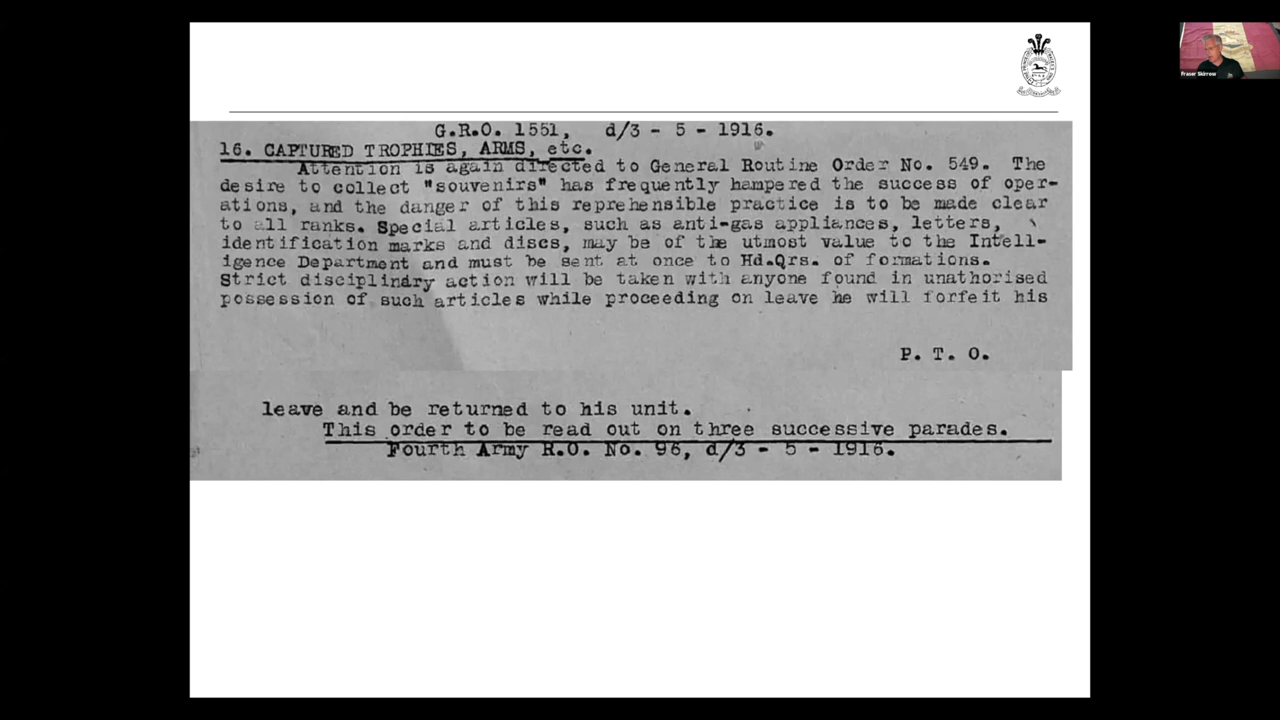 G.R.O. 1551, d/3 - 5 - 1916.
16. CAPTURED TROPHIES, ARMS, etc.
Attention is again directed to General Routine Order No. 549. The
desire to collect "souvenirs" has frequently hampered the success of oper-
ations, and the danger of this reprehensible practice is to be made clear
to all ranks. Special articles, such as anti-gas appliances, letters,
identification marks and discs, may be of the utmost value to the Intell-
igence Department and must be sent at once to Hd.Qrs. of formations.
Strict disciplinary action will be taken with anyone found in unathorised
possession of such articles while proceeding on leave he will forfeit his
P. T. O.
leave and be returned to his unit.
This order to be read out on three successive parades.
Fourth Army R.O. No. 96, d/3 - 5 - 1916.
Fraser Skirrow